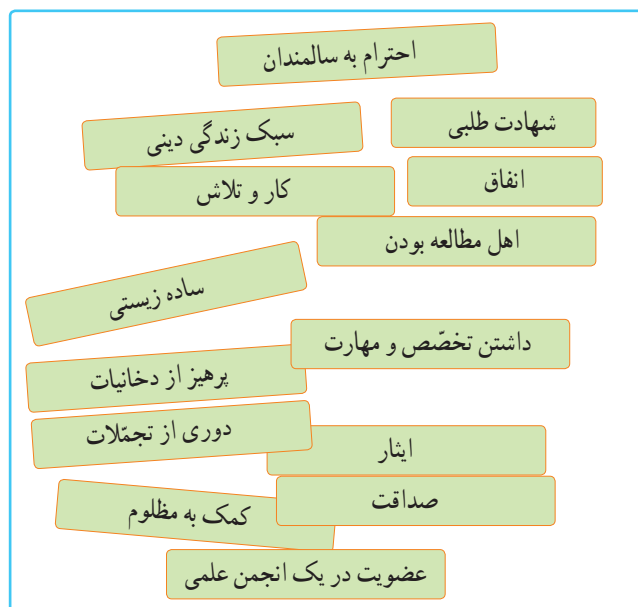 احترام به سالمندان
شهادت طلبی
سبک زندگی دینی
انفاق
کار و تلاش
اهل مطالعه بودن
ساده زیستی
داشتن تخصّص و مهارت
پرهیز از دخانیات
دوری از تجمّلات
ایثار
صداقت
کمک به مظلوم
عضویت در یک انجمن علمی